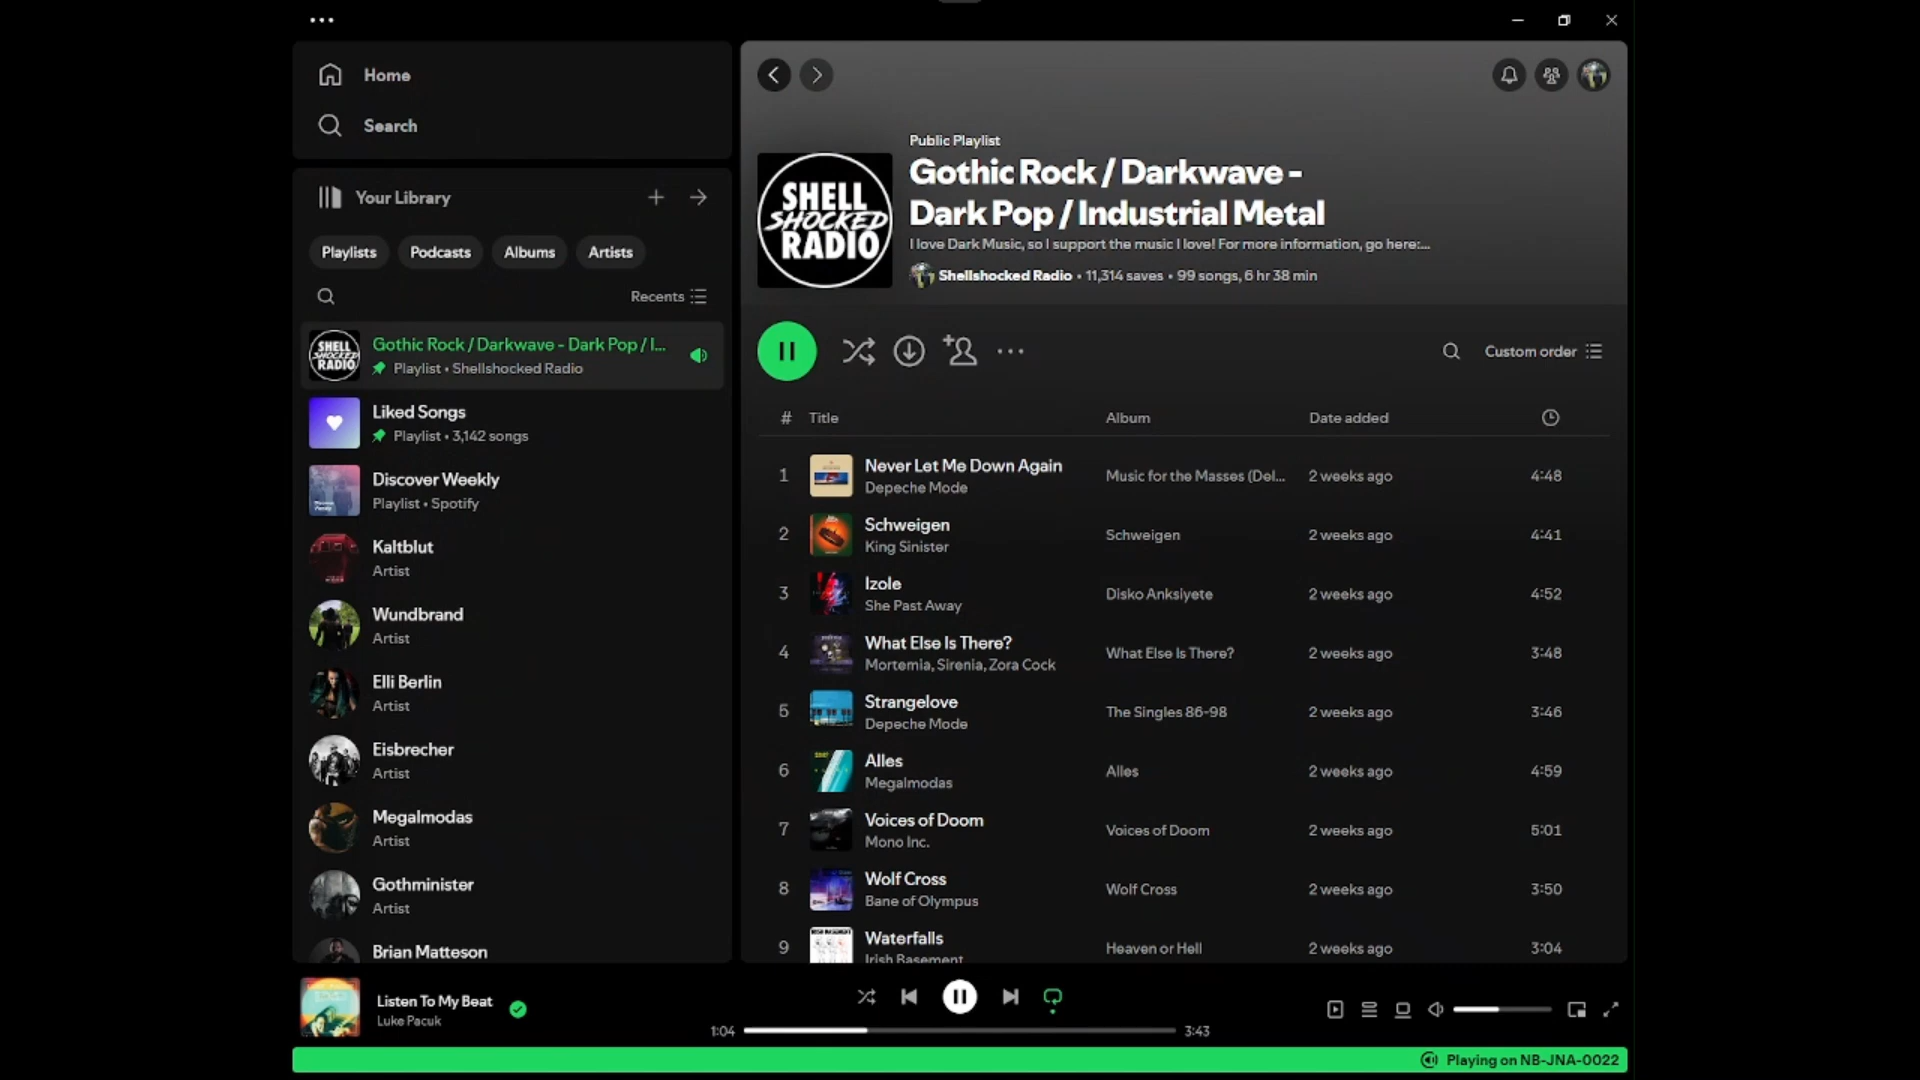 Home
Search
Your Library
Playlists
Podcasts
Albums
Artists
Recents
SHELL
SHOCKED
RADIO
Gothic Rock / Darkwave - Dark Pop / I...
Playlist • Shellshocked Radio
Liked Songs
Playlist • 3,142 songs
Discover Weekly
Playlist • Spotify
Kaltblut
Artist
Wundbrand
Artist
Elli Berlin
Artist
Eisbrecher
Artist
Megalmodas
Artist
Gothminister
Artist
Brian Matteson
SHELL
SHOCKED
RADIO
Public Playlist
Gothic Rock / Darkwave -
Dark Pop / Industrial Metal
I love Dark Music, so I support the music I love! For more information, go here:...
Shellshocked Radio • 11,314 saves • 99 songs, 6 hr 38 min
Custom order
# Title Album Date added
1 Never Let Me Down Again Music for the Masses (Del... 2 weeks ago 4:48
Depeche Mode
2 Schweigen Schweigen 2 weeks ago 4:41
King Sinister
3 Izole Disko Anksiyete 2 weeks ago 4:52
She Past Away
4 What Else Is There? What Else Is There? 2 weeks ago 3:48
Mortemia, Sirenia, Zora Cock
5 Strangelove The Singles 86-98 2 weeks ago 3:46
Depeche Mode
6 Alles Alles 2 weeks ago 4:59
Megalmodas
7 Voices of Doom Voices of Doom 2 weeks ago 5:01
Mono Inc.
8 Wolf Cross Wolf Cross 2 weeks ago 3:50
Bane of Olympus
9 Waterfalls Heaven or Hell 2 weeks ago 3:04
Irish Basement
Listen To My Beat
Luke Pacuk
1:04
3:43
Playing on NB-JNA-0022